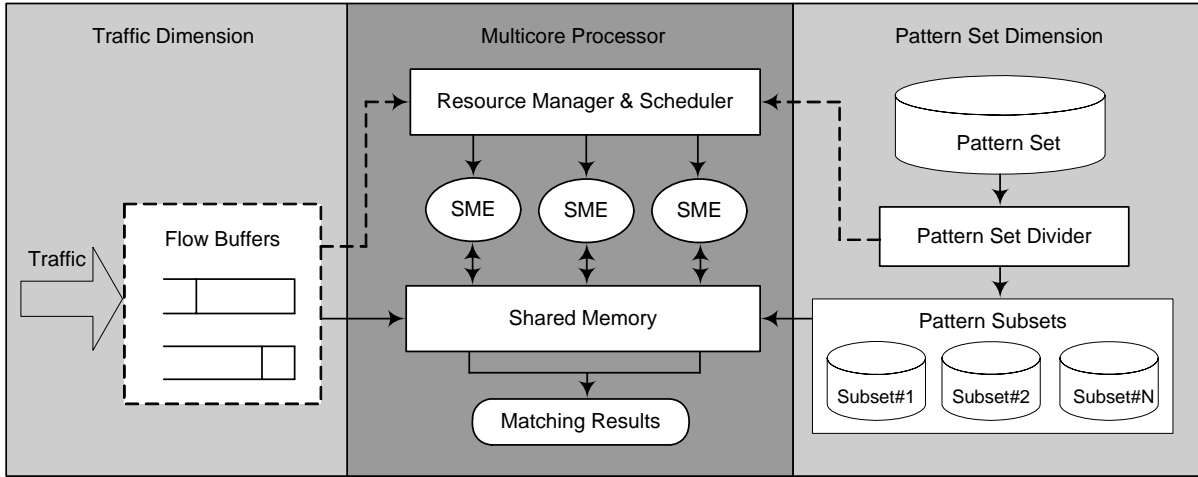 Traffic Dimension
Multicore Processor
Pattern Set Dimension
Resource Manager & Scheduler
Pattern Set
SME
SME
SME
Flow Buffers
Pattern Set Divider
Traffic
Shared Memory
Pattern Subsets
Subset#1
Subset#2
Subset#N
Matching Results